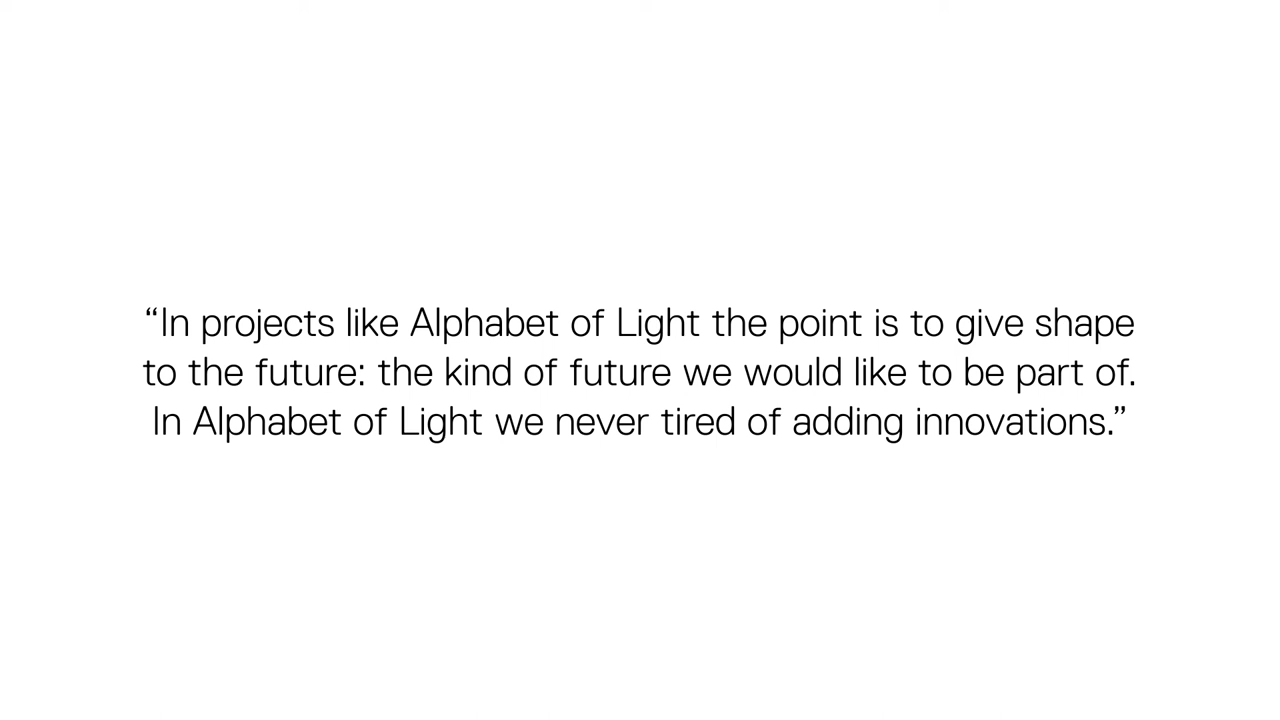 “In projects like Alphabet of Light the point is to give shape
to the future: the kind of future we would like to be part of.
In Alphabet of Light we never tired of adding innovations.”